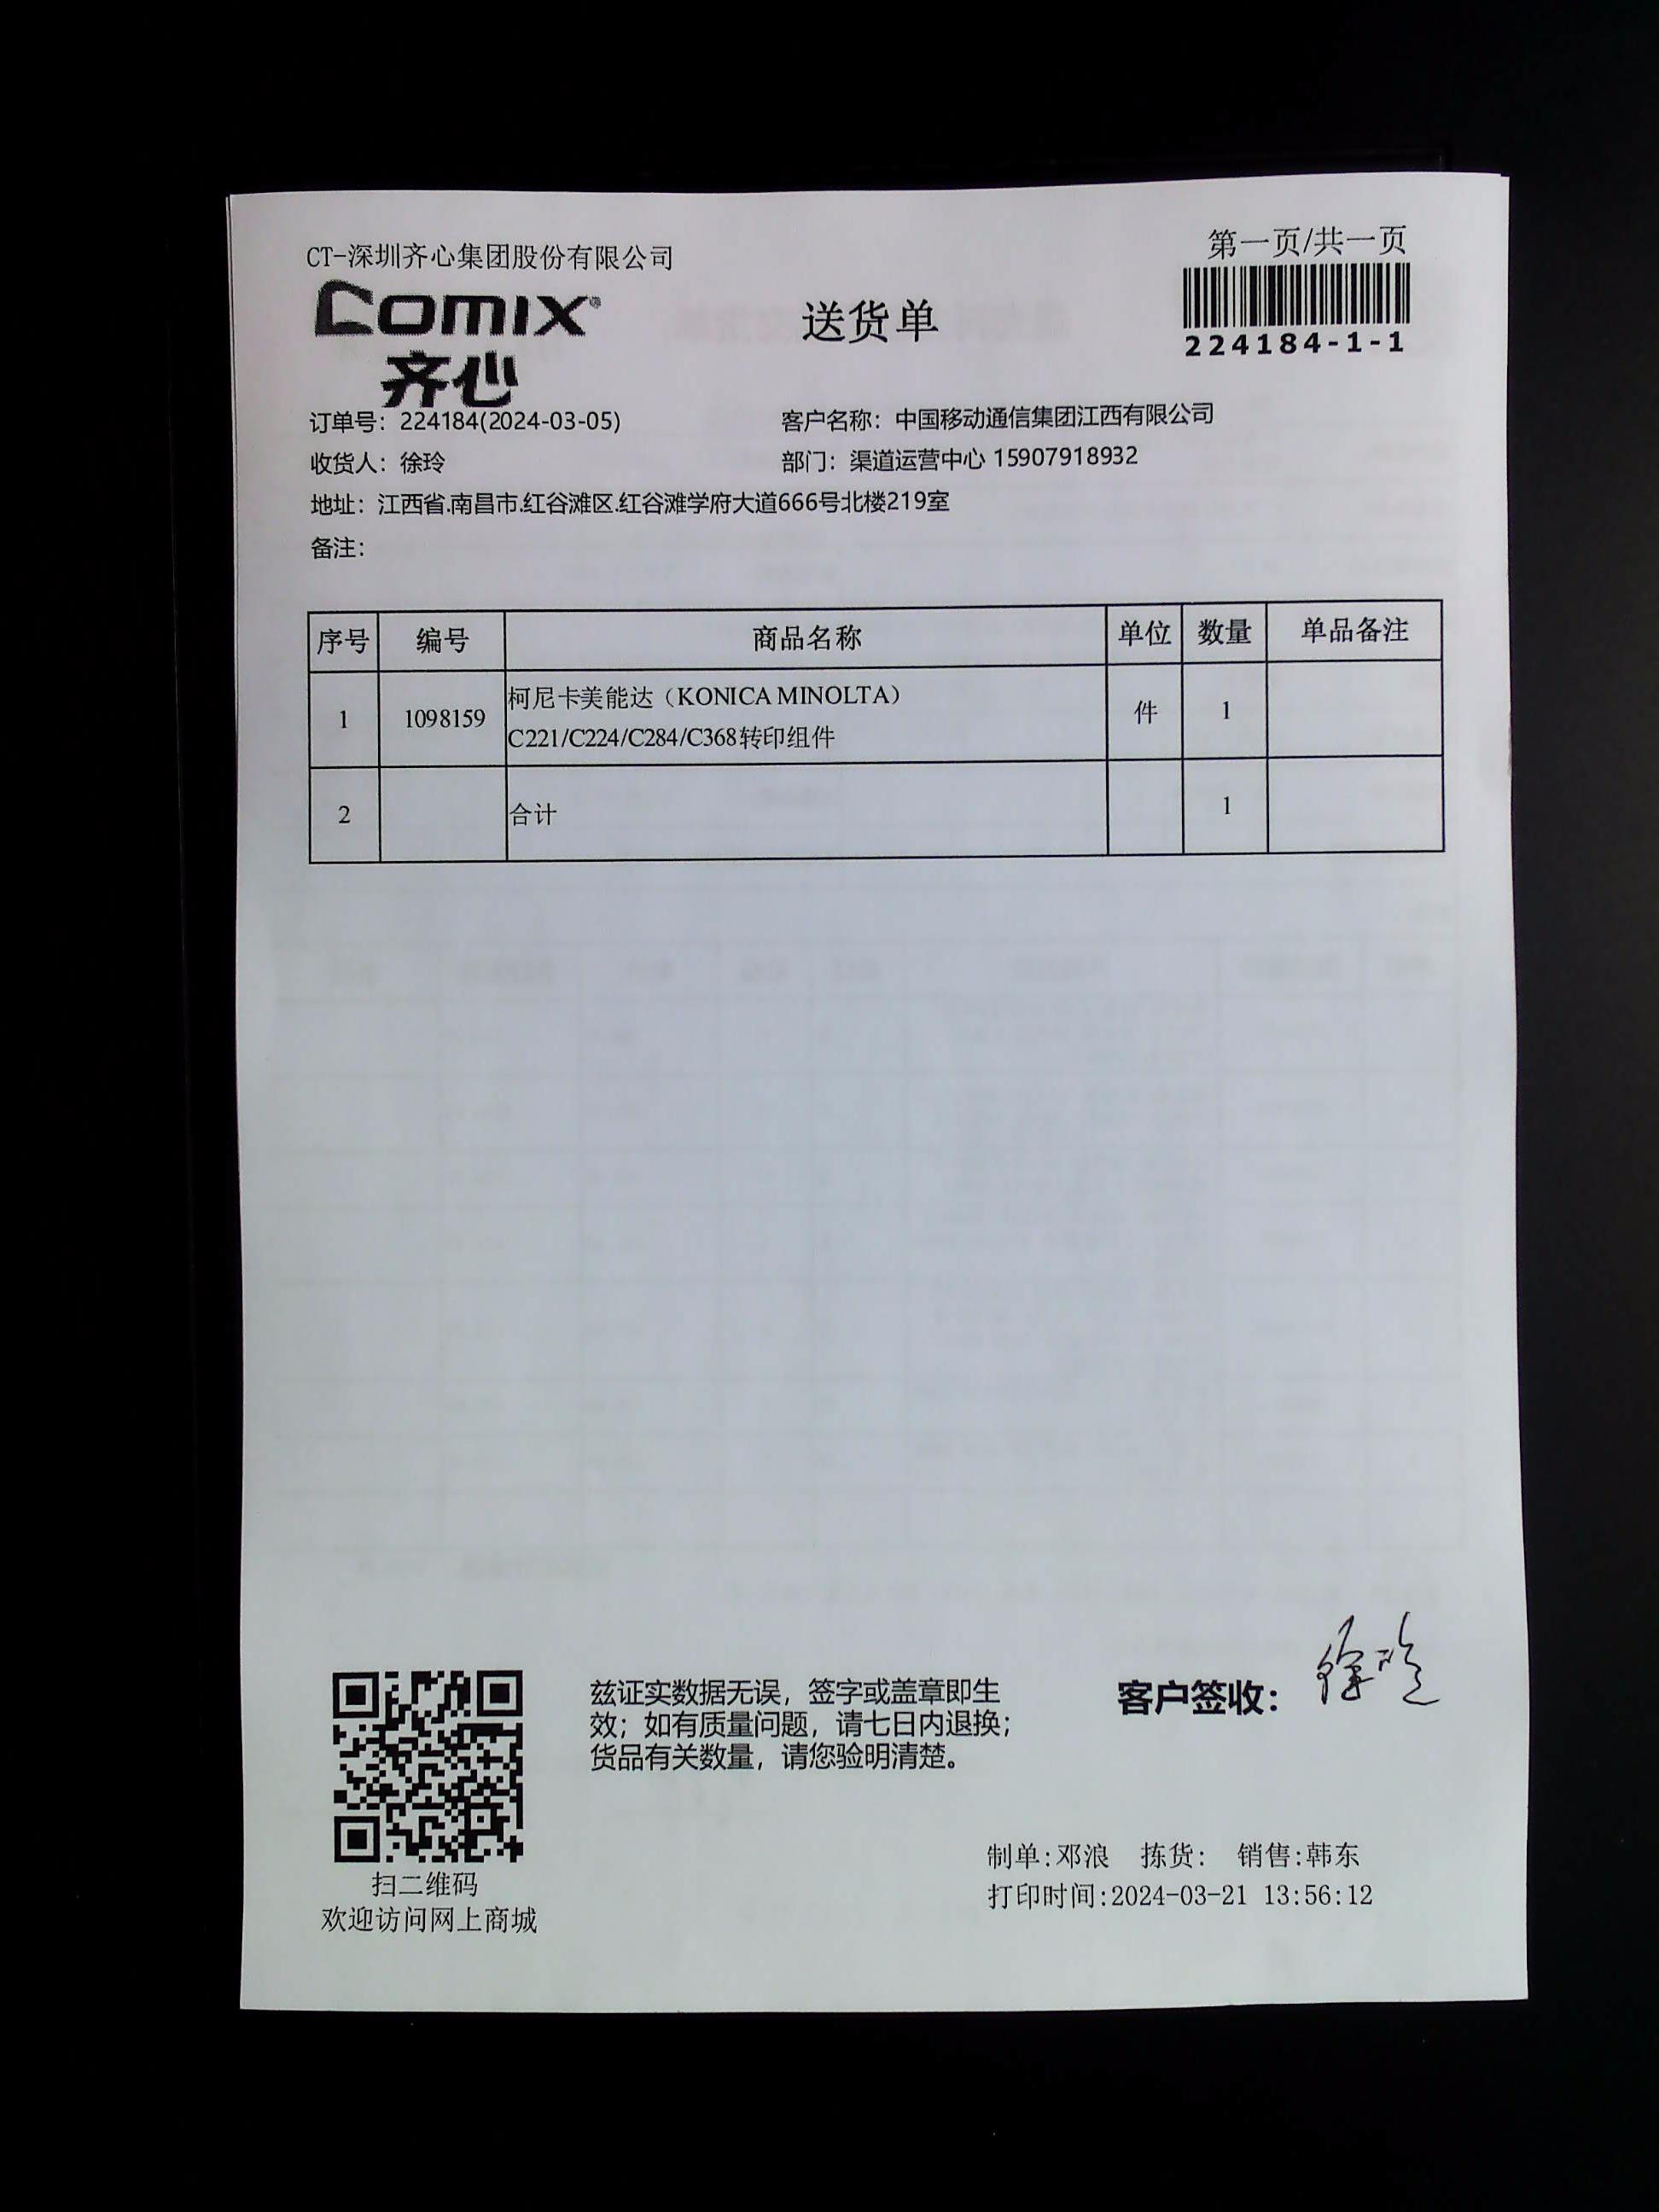 CT-深圳齐心集团股份有限公司
第一页/共一页
COMIX®
齐心
送货单
224184-1-1
订单号：224184(2024-03-05)
客户名称：中国移动通信集团江西有限公司
收货人：徐玲
部门：渠道运营中心 15907918932
地址：江西省.南昌市.红谷滩区.红谷滩学府大道666号北楼219室
备注：
序号 编号 商品名称 单位 数量 单品备注
1 1098159 柯尼卡美能达（KONICA MINOLTA） 件 1
C221/C224/C284/C368转印组件
2 合计 1
兹证实数据无误，签字或盖章即生
效；如有质量问题，请七日内退换；
货品有关数量，请您验明清楚。
客户签收：徐玲
扫二维码
欢迎访问网上商城
制单:邓浪 拣货: 销售:韩东
打印时间:2024-03-21 13:56:12